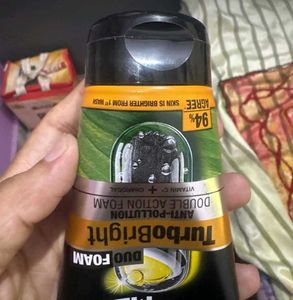 DUO FOAM
TurboBright
ANTI-POLLUTION
DOUBLE ACTION FOAM
VITAMIN C* + CHARCOAL
94%
AGREE*
SKIN IS BRIGHTER FROM 1ST WASH